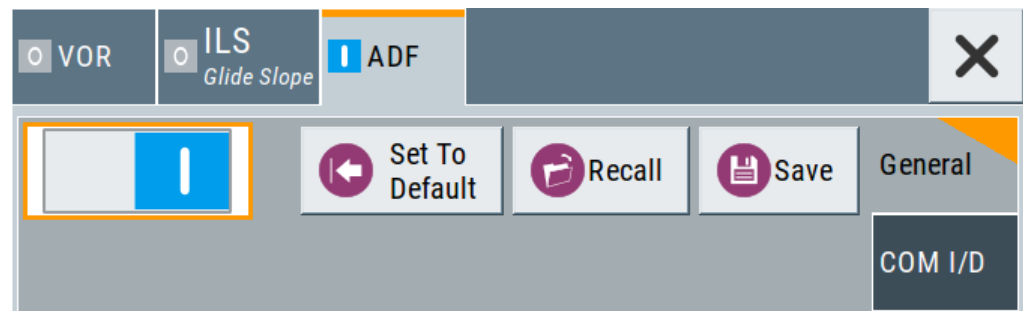 VOR
ILS
Glide Slope
ADF
Set To
Default
Recall
Save
General
COM I/D